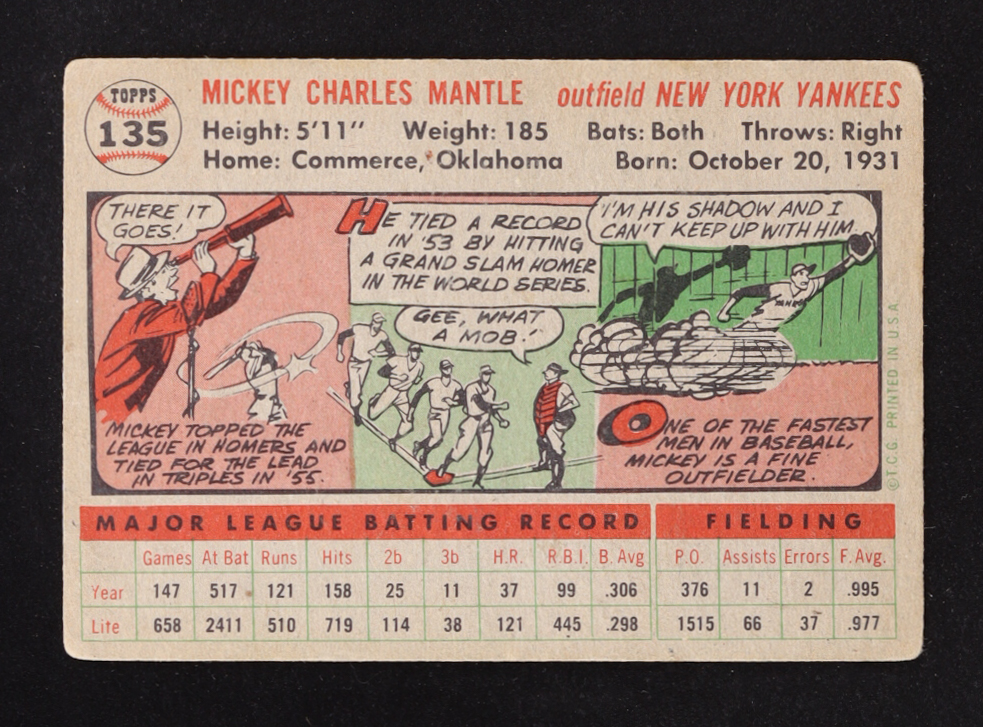 TOPPS
135
MICKEY CHARLES MANTLE outfield NEW YORK YANKEES
Height: 5'11" Weight: 185 Bats: Both Throws: Right
Home: Commerce, Oklahoma Born: October 20, 1931
THERE IT
GOES!
MICKEY TOPPED THE
LEAGUE IN HOMERS AND
TIED FOR THE LEAD
IN TRIPLES IN '55.
HE TIED A RECORD
IN '53 BY HITTING
A GRAND SLAM HOMER
IN THE WORLD SERIES.
GEE, WHAT
A MOB!
I'M HIS SHADOW AND I
CAN'T KEEP UP WITH HIM.
ONE OF THE FASTEST
MEN IN BASEBALL,
MICKEY IS A FINE
OUTFIELDER.
© T.C.G. PRINTED IN U.S.A.
MAJOR LEAGUE BATTING RECORD FIELDING
Games At Bat Runs Hits 2b 3b H.R. R.B.I. B. Avg P.O. Assists Errors F. Avg.
Year 147 517 121 158 25 11 37 99 .306 376 11 2 .995
Life 658 2411 510 719 114 38 121 445 .298 1515 66 37 .977